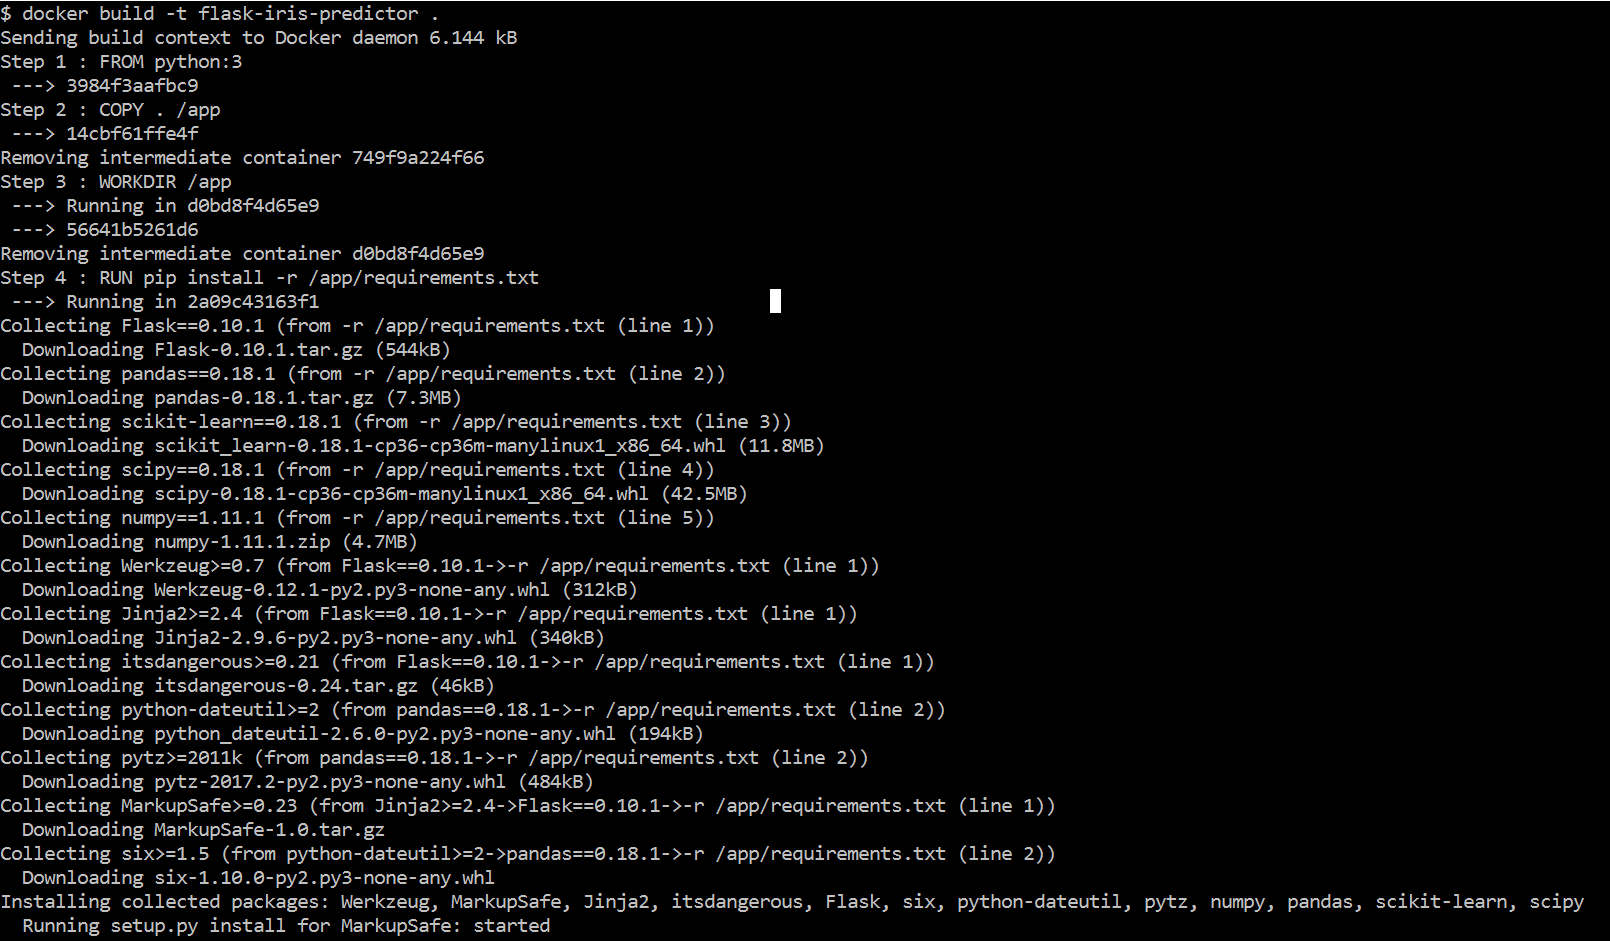 $ docker build -t flask-iris-predictor .
Sending build context to Docker daemon 6.144 kB
Step 1 : FROM python:3
 ---> 3984f3aafbc9
Step 2 : COPY . /app
 ---> 14cbf61ffe4f
Removing intermediate container 749f9a224f66
Step 3 : WORKDIR /app
 ---> Running in d0bd8f4d65e9
 ---> 56641b5261d6
Removing intermediate container d0bd8f4d65e9
Step 4 : RUN pip install -r /app/requirements.txt
 ---> Running in 2a09c43163f1
Collecting Flask==0.10.1 (from -r /app/requirements.txt (line 1))
  Downloading Flask-0.10.1.tar.gz (544kB)
Collecting pandas==0.18.1 (from -r /app/requirements.txt (line 2))
  Downloading pandas-0.18.1.tar.gz (7.3MB)
Collecting scikit-learn==0.18.1 (from -r /app/requirements.txt (line 3))
  Downloading scikit_learn-0.18.1-cp36-cp36m-manylinux1_x86_64.whl (11.8MB)
Collecting scipy==0.18.1 (from -r /app/requirements.txt (line 4))
  Downloading scipy-0.18.1-cp36-cp36m-manylinux1_x86_64.whl (42.5MB)
Collecting numpy==1.11.1 (from -r /app/requirements.txt (line 5))
  Downloading numpy-1.11.1.zip (4.7MB)
Collecting Werkzeug>=0.7 (from Flask==0.10.1->-r /app/requirements.txt (line 1))
  Downloading Werkzeug-0.12.1-py2.py3-none-any.whl (312kB)
Collecting Jinja2>=2.4 (from Flask==0.10.1->-r /app/requirements.txt (line 1))
  Downloading Jinja2-2.9.6-py2.py3-none-any.whl (340kB)
Collecting itsdangerous>=0.21 (from Flask==0.10.1->-r /app/requirements.txt (line 1))
  Downloading itsdangerous-0.24.tar.gz (46kB)
Collecting python-dateutil>=2 (from pandas==0.18.1->-r /app/requirements.txt (line 2))
  Downloading python_dateutil-2.6.0-py2.py3-none-any.whl (194kB)
Collecting pytz>=2011k (from pandas==0.18.1->-r /app/requirements.txt (line 2))
  Downloading pytz-2017.2-py2.py3-none-any.whl (484kB)
Collecting MarkupSafe>=0.23 (from Jinja2>=2.4->Flask==0.10.1->-r /app/requirements.txt (line 1))
  Downloading MarkupSafe-1.0.tar.gz
Collecting six>=1.5 (from python-dateutil>=2->pandas==0.18.1->-r /app/requirements.txt (line 2))
  Downloading six-1.10.0-py2.py3-none-any.whl
Installing collected packages: Werkzeug, MarkupSafe, Jinja2, itsdangerous, Flask, six, python-dateutil, pytz, numpy, pandas, scikit-learn, scipy
  Running setup.py install for MarkupSafe: started